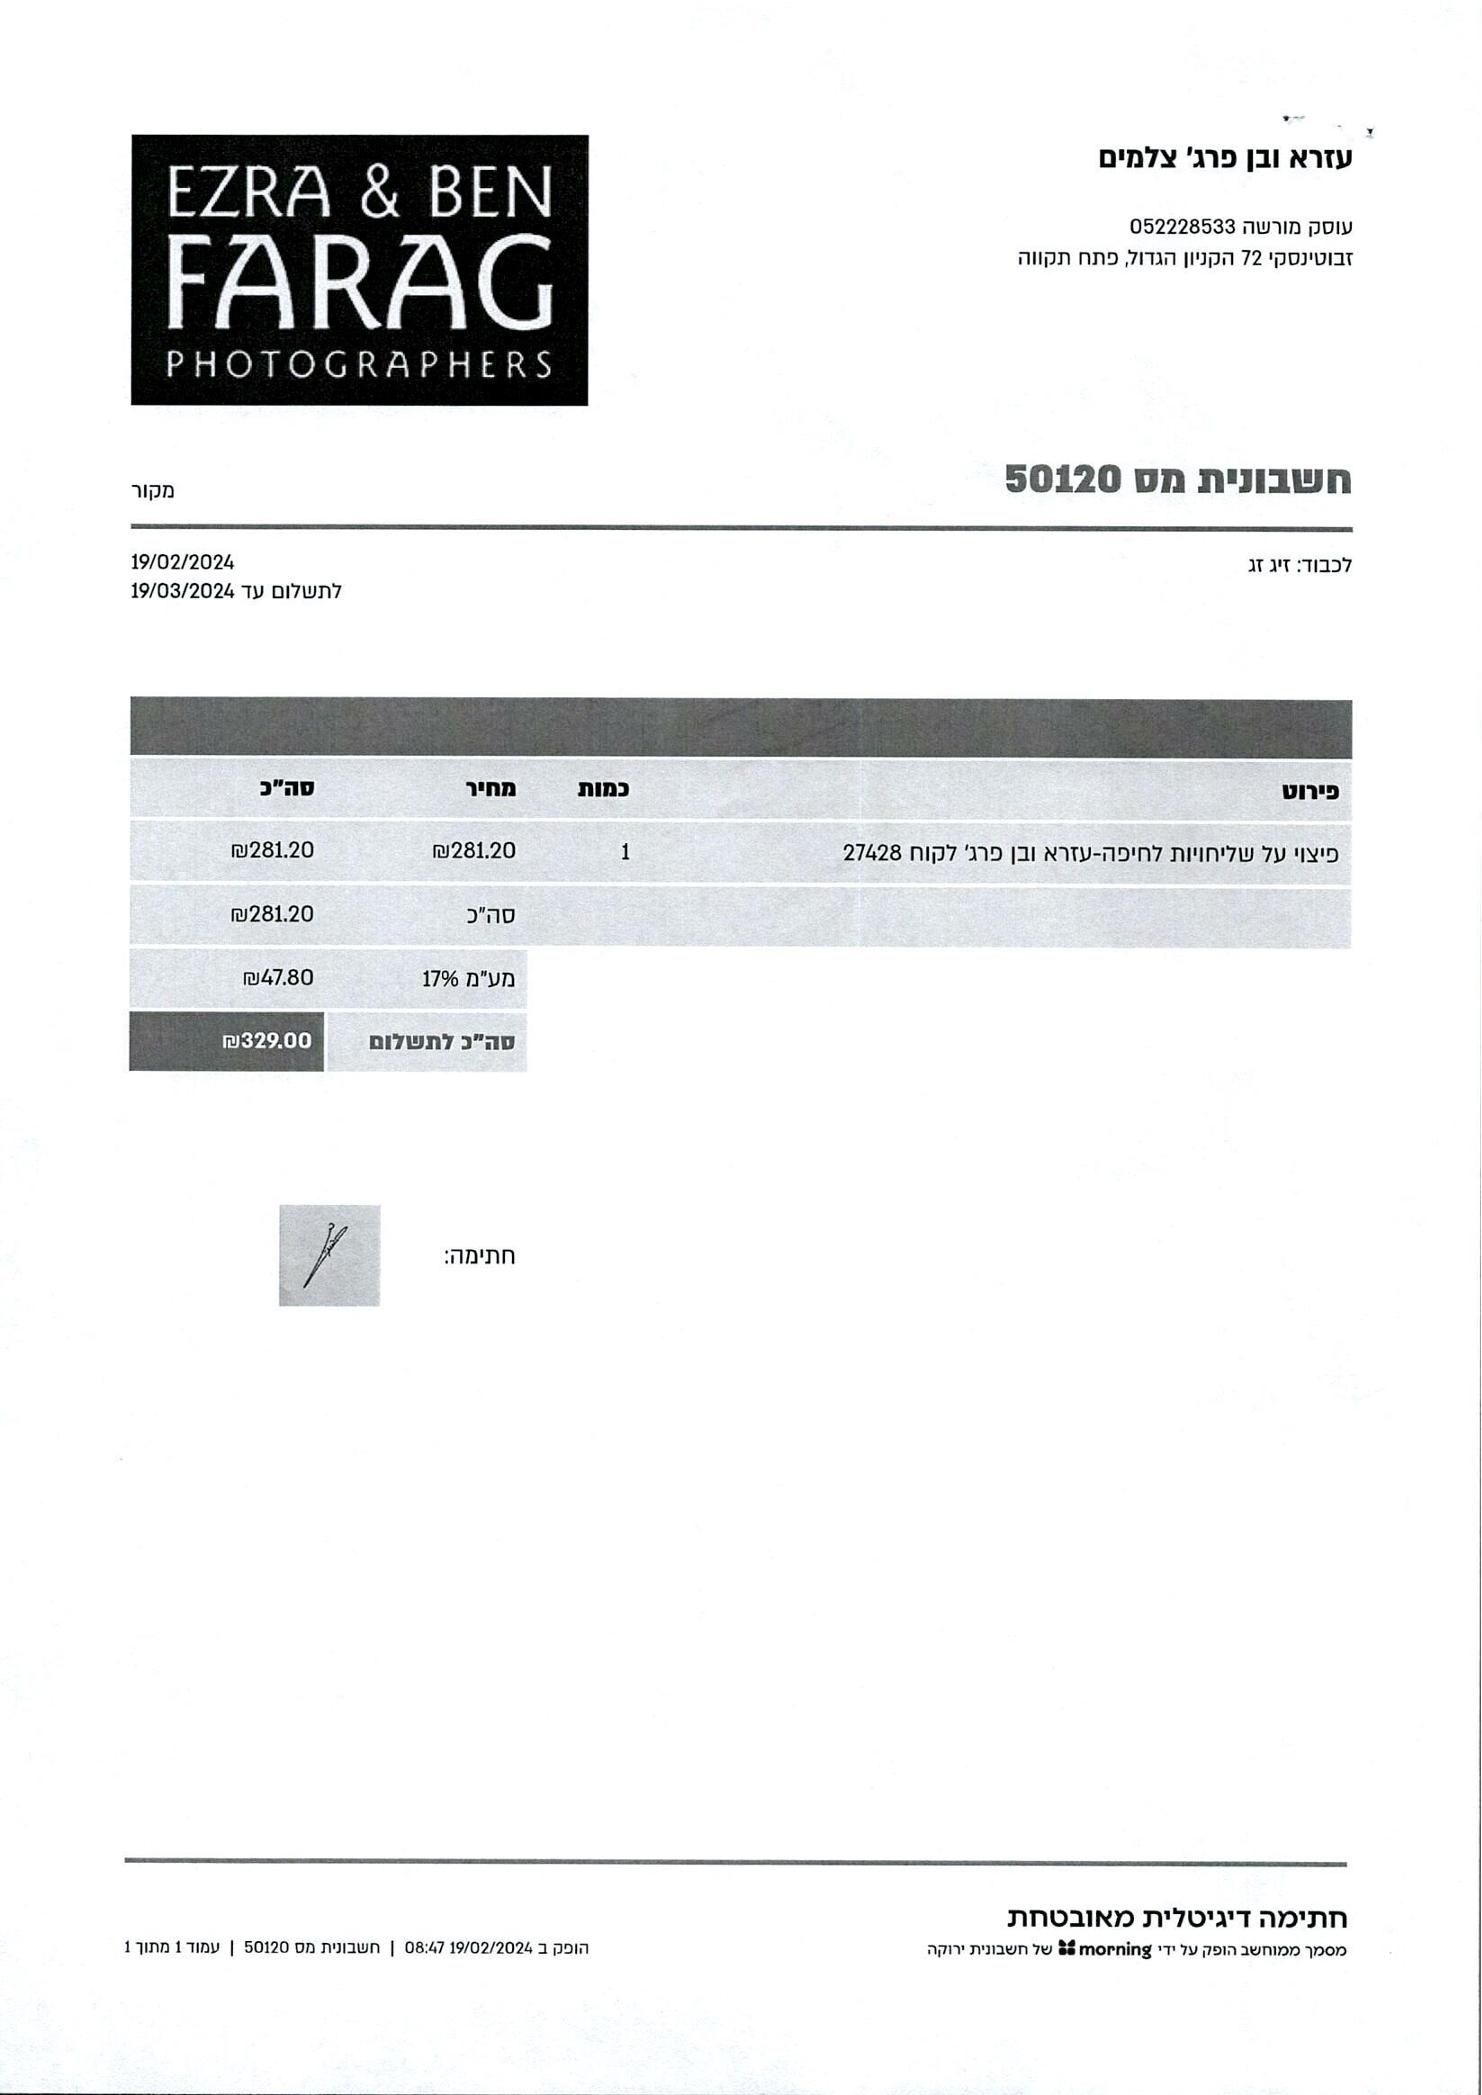 עזרא ובן פרג' צלמים
עוסק מורשה 052228533
זבוטינסקי 72 הקניון הגדול, פתח תקווה
EZRA & BEN
FARAG
PHOTOGRAPHERS
חשבונית מס 50120
מקור
לכבוד: זיג זג
19/02/2024
לתשלום עד 19/03/2024
פירוט כמות מחיר סה"כ
פיצוי על שליחויות לחיפה-עזרא ובן פרג' לקוח 27428 1 ₪281.20 ₪281.20
סה"כ ₪281.20
מע"מ 17% ₪47.80
סה"כ לתשלום ₪329.00
חתימה:
חתימה דיגיטלית מאובטחת
מסמך ממוחשב הופק על ידי morning של חשבונית ירוקה
הופק ב 19/02/2024 08:47 | חשבונית מס 50120 | עמוד 1 מתוך 1